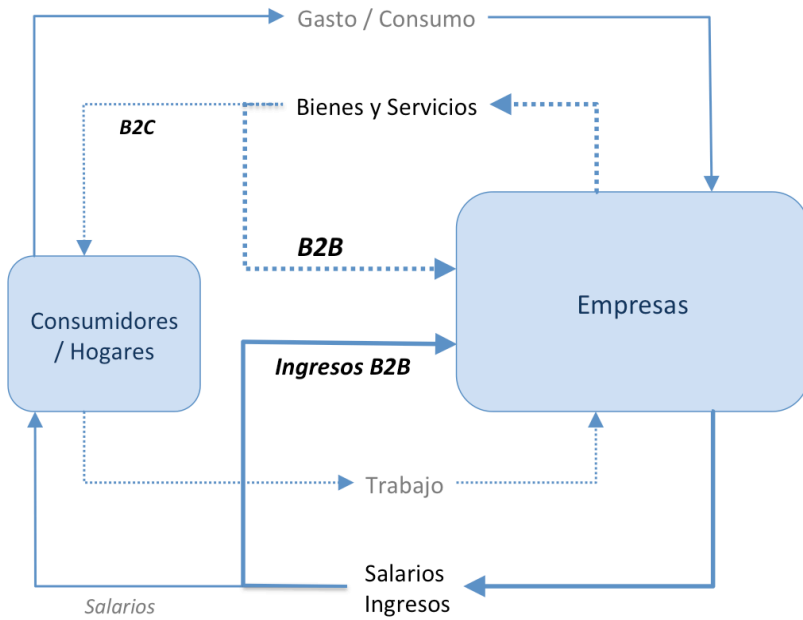 Gasto / Consumo
Bienes y Servicios
B2C
B2B
Empresas
Consumidores
/ Hogares
Ingresos B2B
Trabajo
Salarios
Ingresos
Salarios